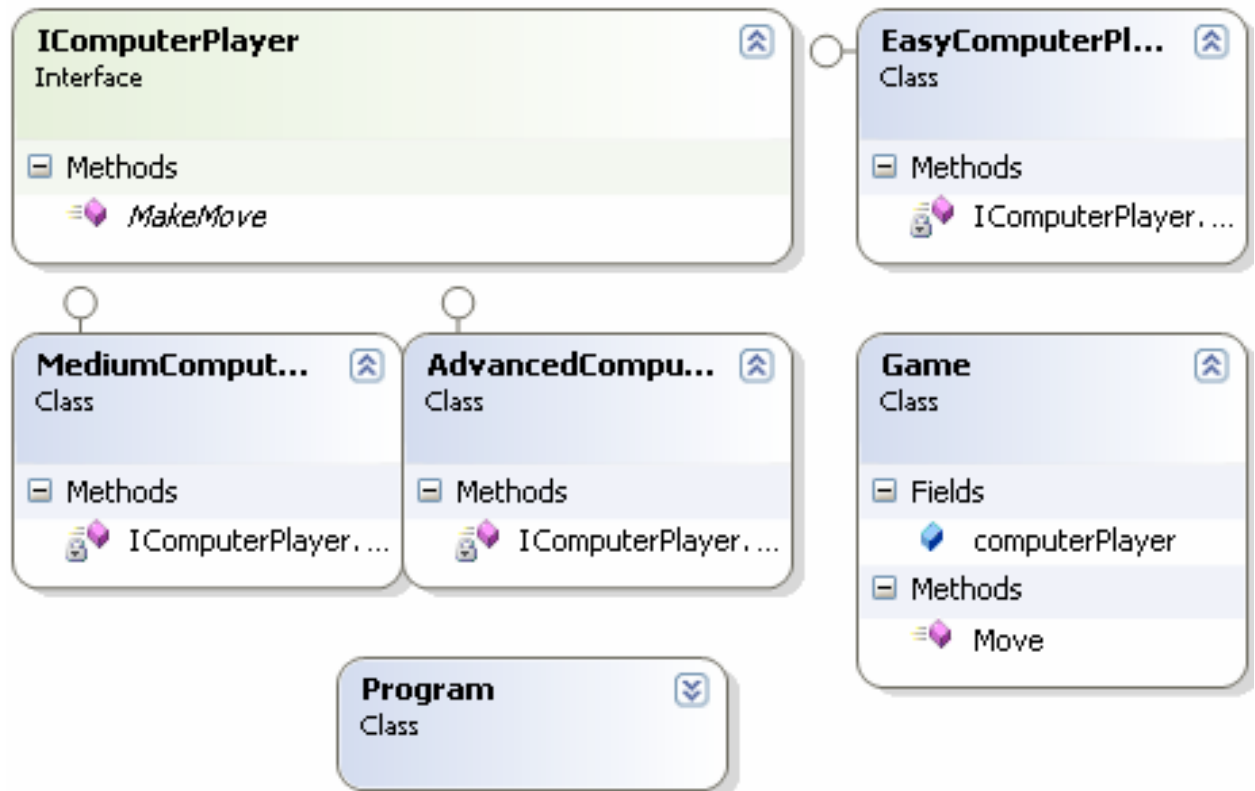 IComputerPlayer
Interface
Methods
MakeMove
EasyComputerPl...
Class
Methods
IComputerPlayer. ...
MediumComput...
Class
Methods
IComputerPlayer. ...
AdvancedCompu...
Class
Methods
IComputerPlayer. ...
Game
Class
Fields
computerPlayer
Methods
Move
Program
Class